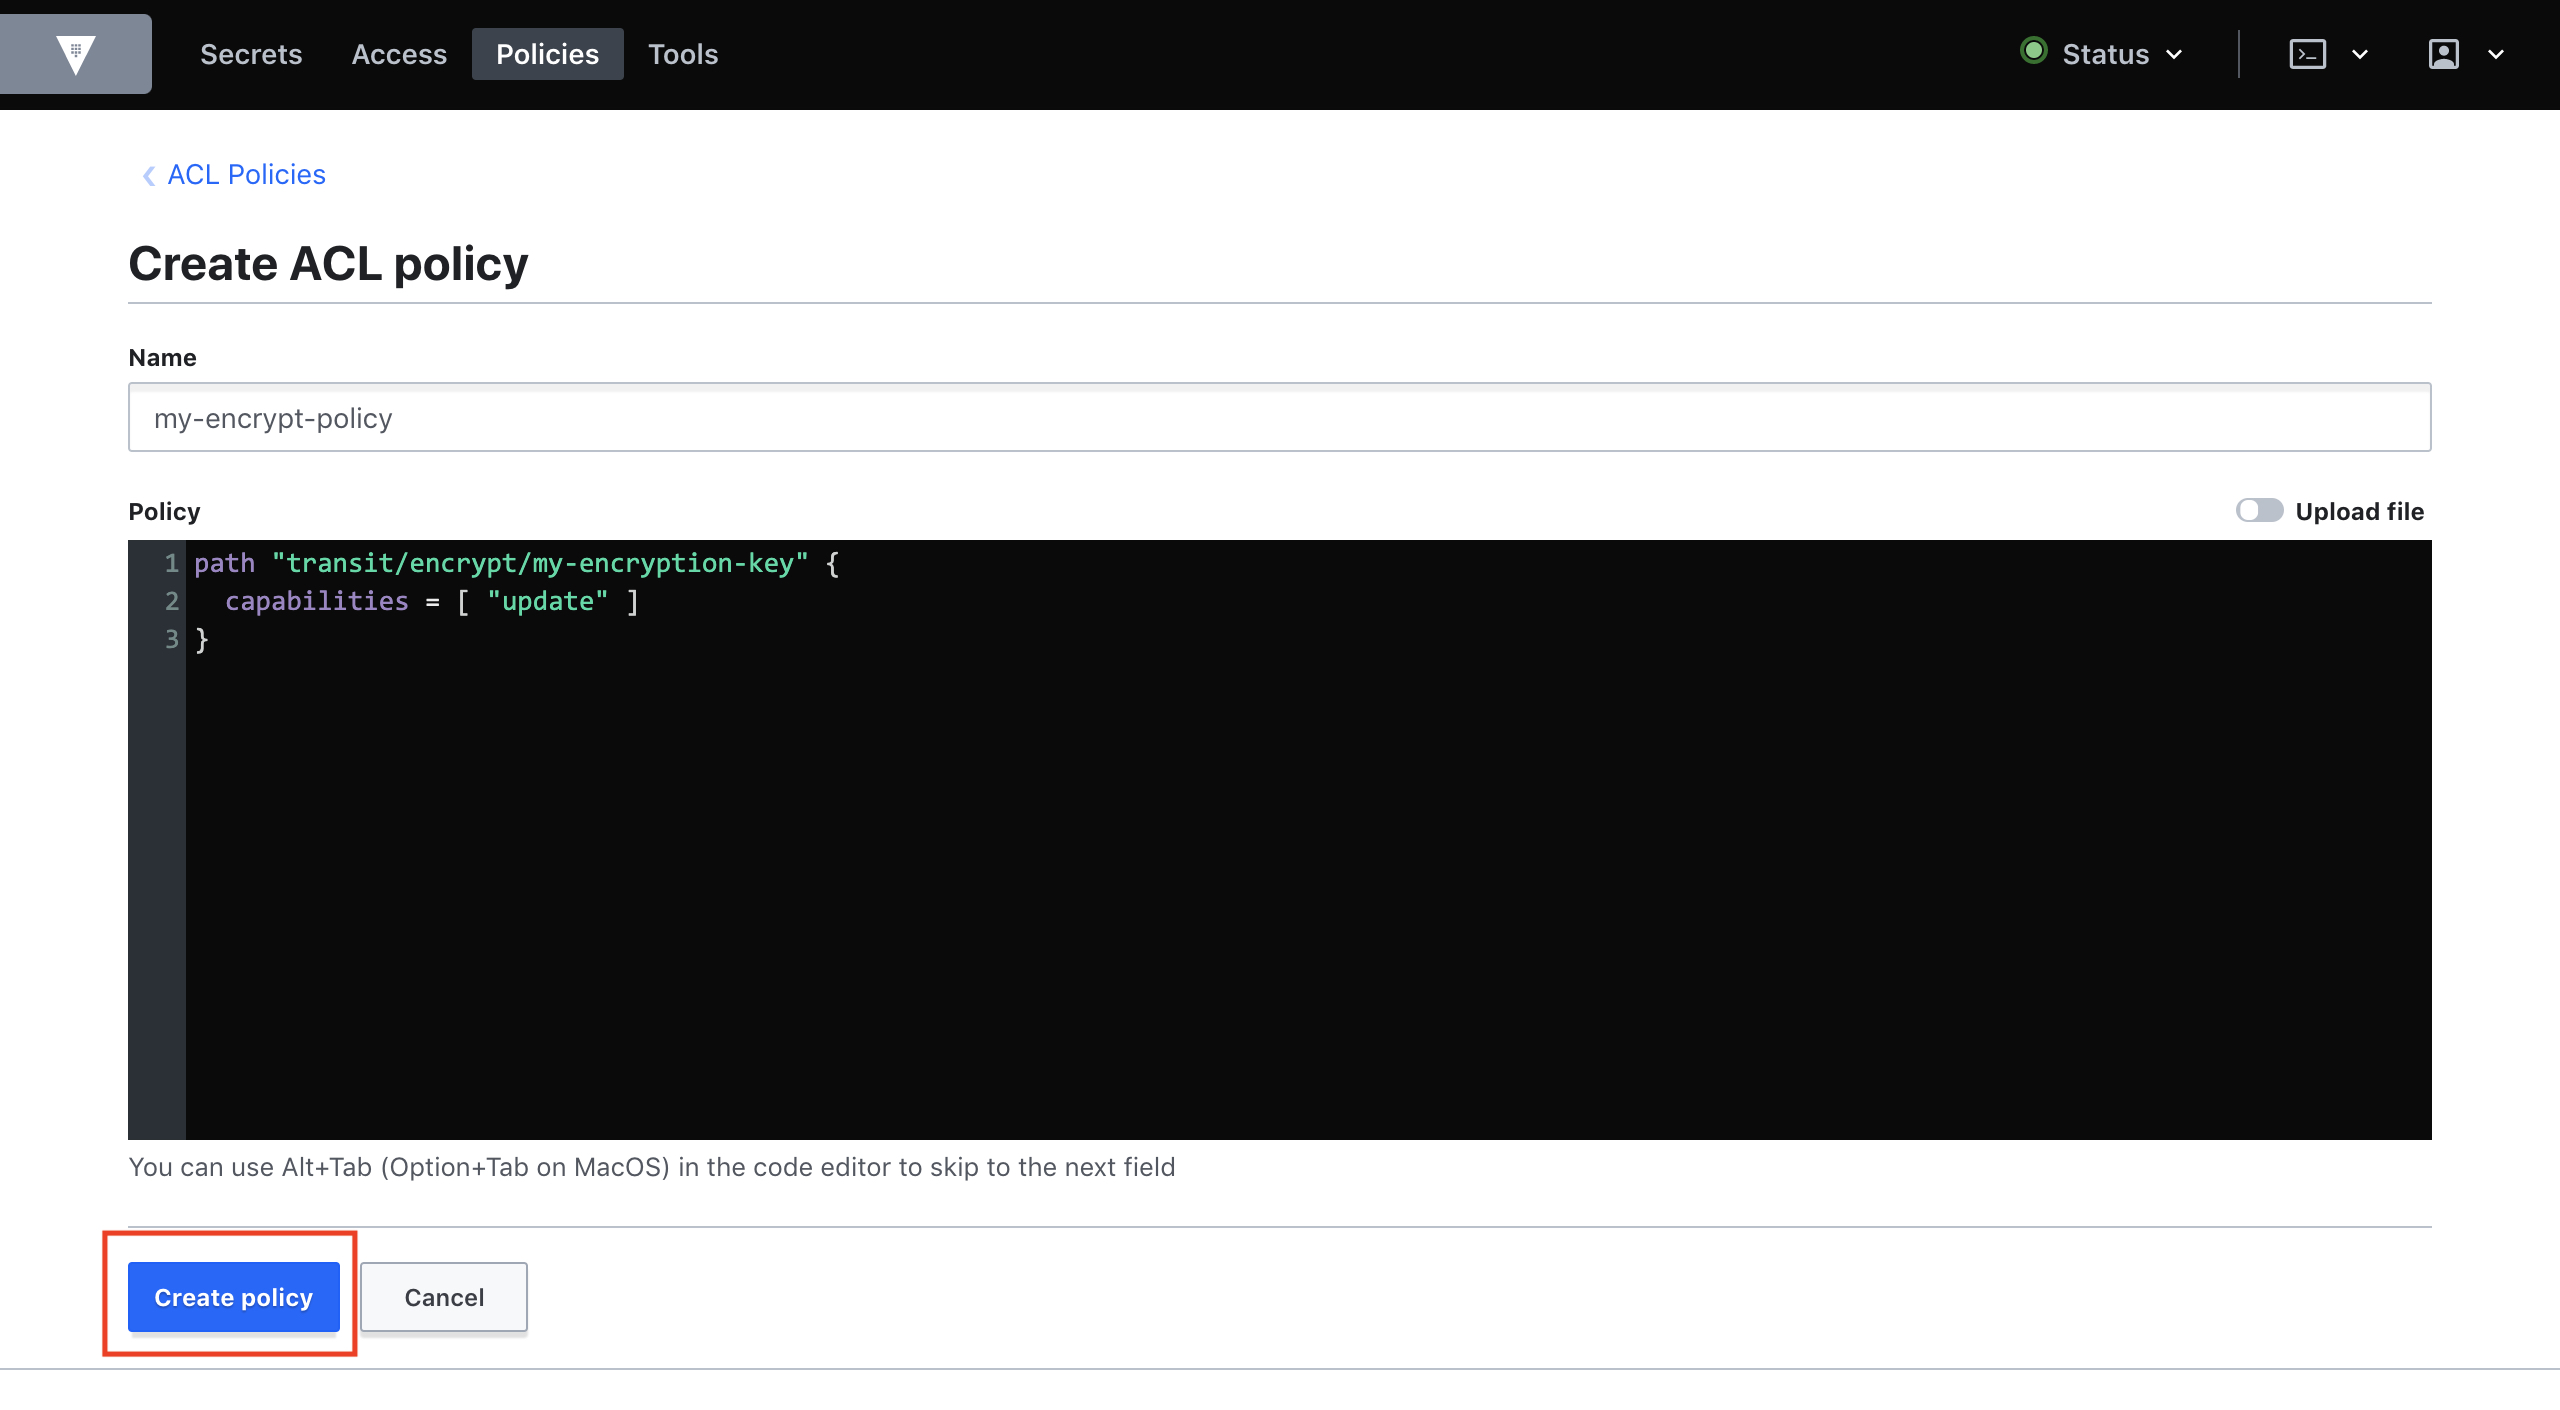 Secrets Access Policies Tools Status
ACL Policies
Create ACL policy
Name
my-encrypt-policy
Policy Upload file
1 path "transit/encrypt/my-encryption-key" {
2   capabilities = [ "update" ]
3 }
You can use Alt+Tab (Option+Tab on MacOS) in the code editor to skip to the next field
Create policy Cancel